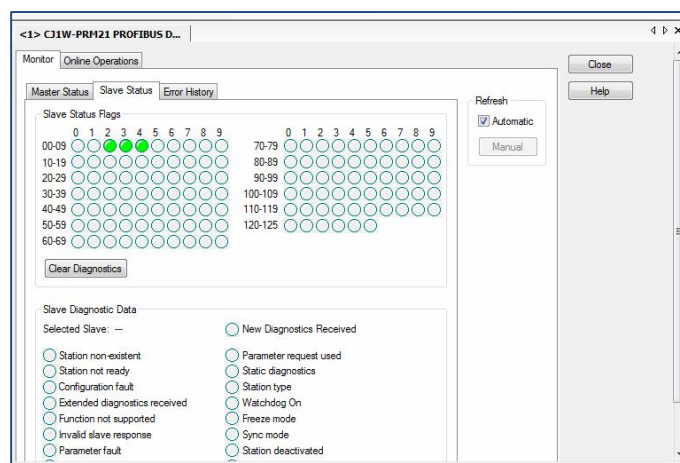 <1> CJ1W-PRM21 PROFIBUS D...
Monitor Online Operations
Close
Help
Master Status Slave Status Error History
Refresh
Automatic
Manual
Slave Status Flags
0 1 2 3 4 5 6 7 8 9 0 1 2 3 4 5 6 7 8 9
00-09 70-79
10-19 80-89
20-29 90-99
30-39 100-109
40-49 110-119
50-59 120-125
60-69
Clear Diagnostics
Slave Diagnostic Data
Selected Slave: --- New Diagnostics Received
Station non-existent Parameter request used
Station not ready Static diagnostics
Configuration fault Station type
Extended diagnostics received Watchdog On
Function not supported Freeze mode
Invalid slave response Sync mode
Parameter fault Station deactivated